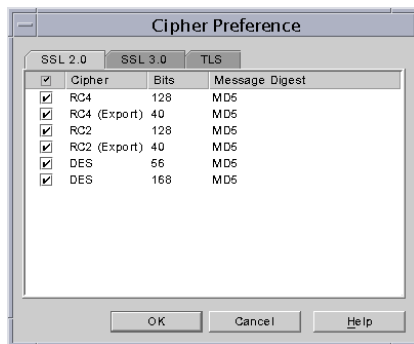 Cipher Preference
SSL 2.0 SSL 3.0 TLS
Cipher Bits Message Digest
RC4 128 MD5
RC4 (Export) 40 MD5
RC2 128 MD5
RC2 (Export) 40 MD5
DES 56 MD5
DES 168 MD5
OK Cancel Help